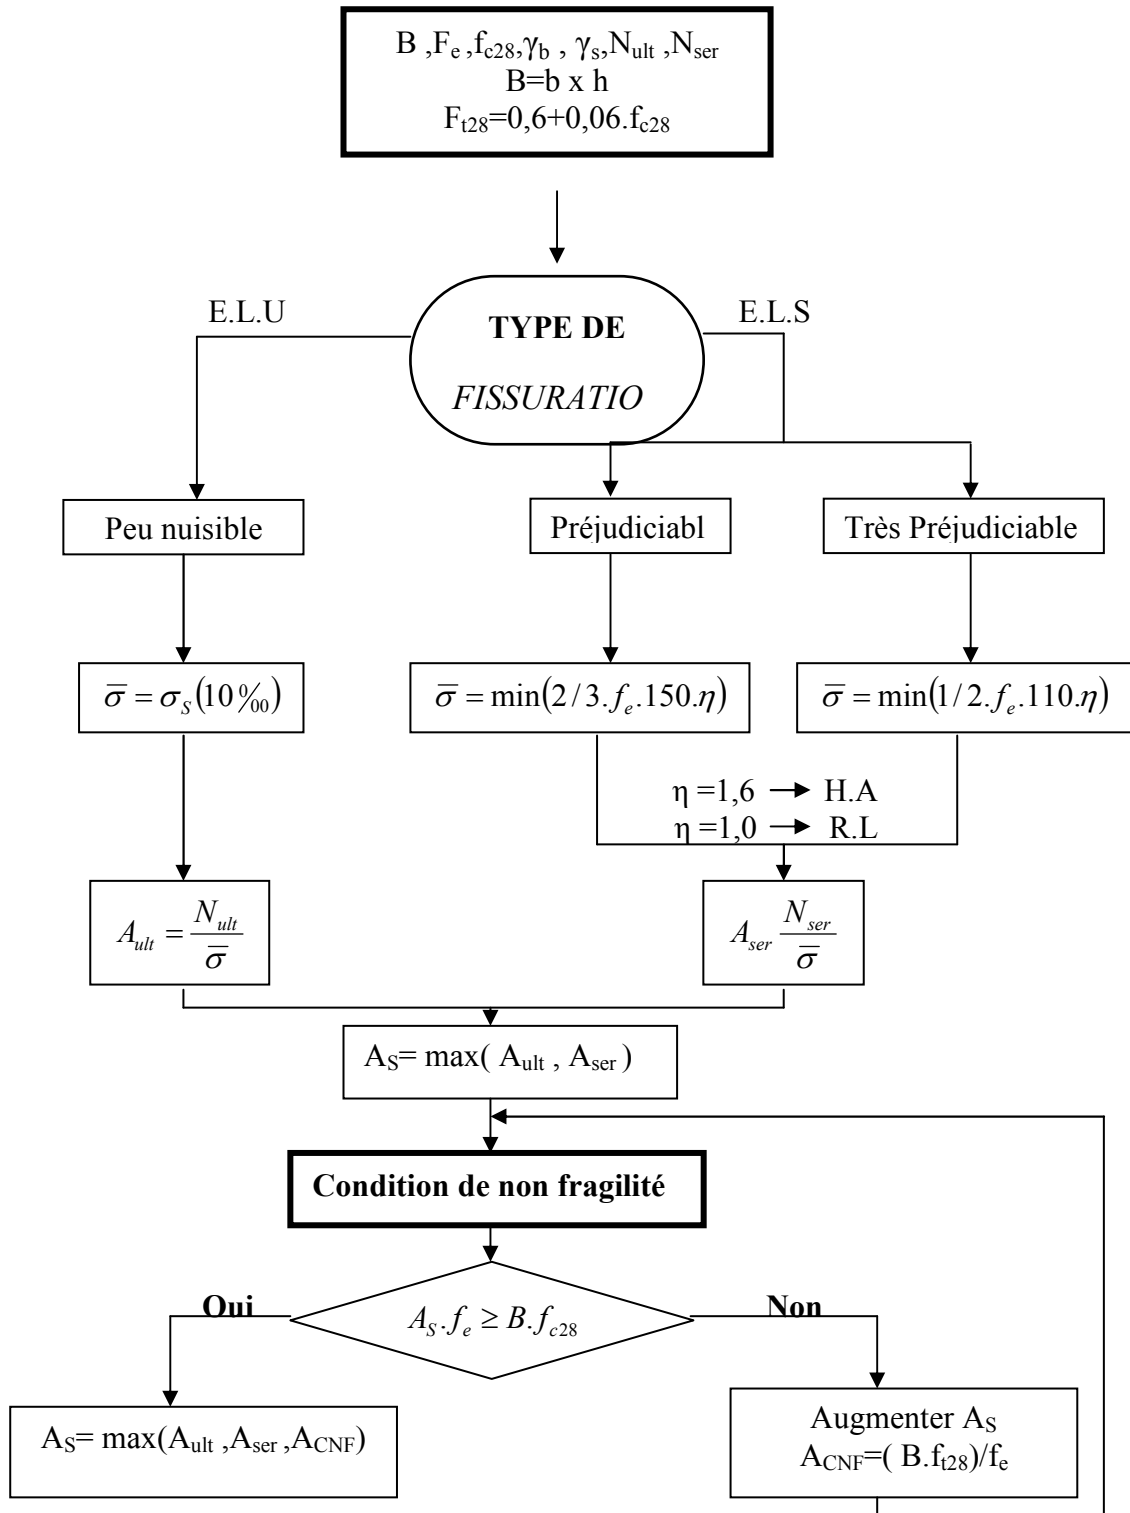 B ,Fe ,fc28,γb , γs,Nult ,Nser
B=b x h
Ft28=0,6+0,06.fc28
E.L.U
E.L.S
TYPE DE
FISSURATIO
Peu nuisible
Préjudiciabl
Très Préjudiciable
σ̅ = σS(10‰)
σ̅ = min(2/3.fe.150.η)
σ̅ = min(1/2.fe.110.η)
η =1,6 → H.A
η =1,0 → R.L
Ault = Nult / σ̅
Aser Nser / σ̅
AS= max( Ault , Aser )
Condition de non fragilité
Oui
Non
AS.fe ≥ B.fc28
AS= max(Ault ,Aser ,ACNF)
Augmenter AS
ACNF=( B.ft28)/fe